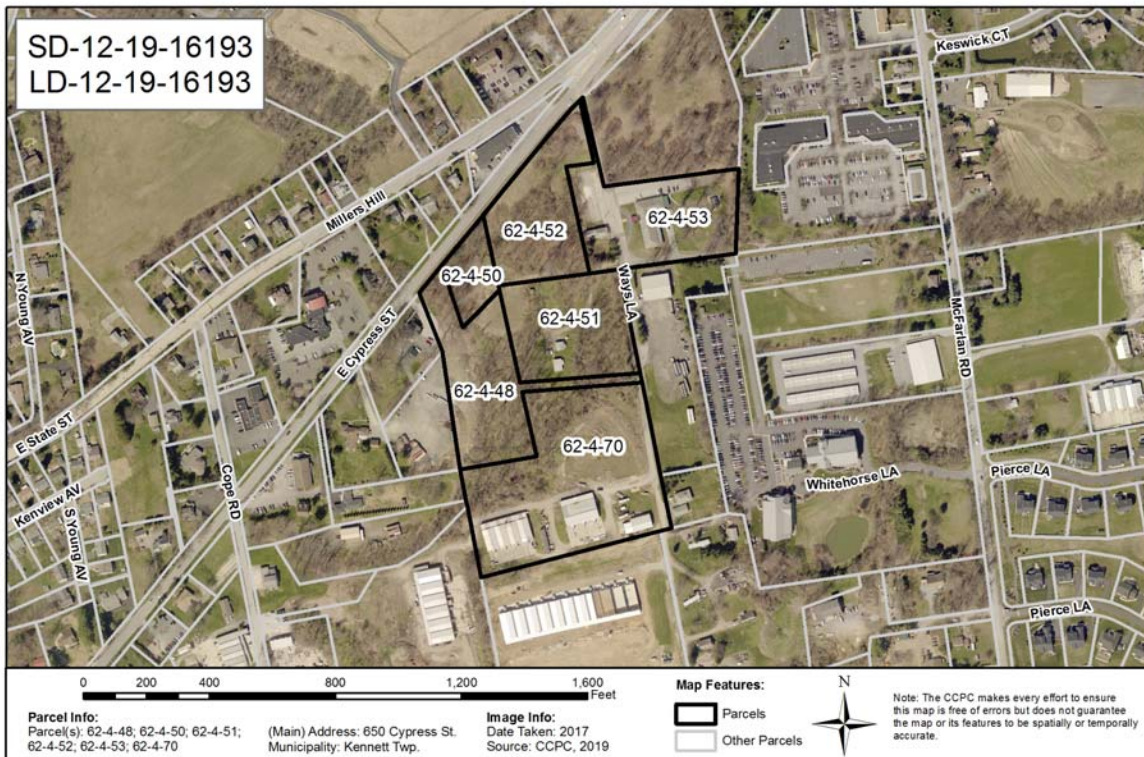 SD-12-19-16193
LD-12-19-16193
Keswick CT
Millers Hill
62-4-53
62-4-52
62-4-50
Ways LA
N Young AV
62-4-51
E Cypress ST
McFarlan RD
62-4-48
E State ST
62-4-70
Cope RD
Whitehorse LA
Pierce LA
Kenview AV
S Young AV
Pierce LA
0 200 400 800 1,200 1,600
Feet
Parcel Info:
Parcel(s): 62-4-48; 62-4-50; 62-4-51;
62-4-52; 62-4-53; 62-4-70
(Main) Address: 650 Cypress St.
Municipality: Kennett Twp.
Image Info:
Date Taken: 2017
Source: CCPC, 2019
Map Features:
Parcels
Other Parcels
N
Note: The CCPC makes every effort to ensure
this map is free of errors but does not guarantee
the map or its features to be spatially or temporally
accurate.